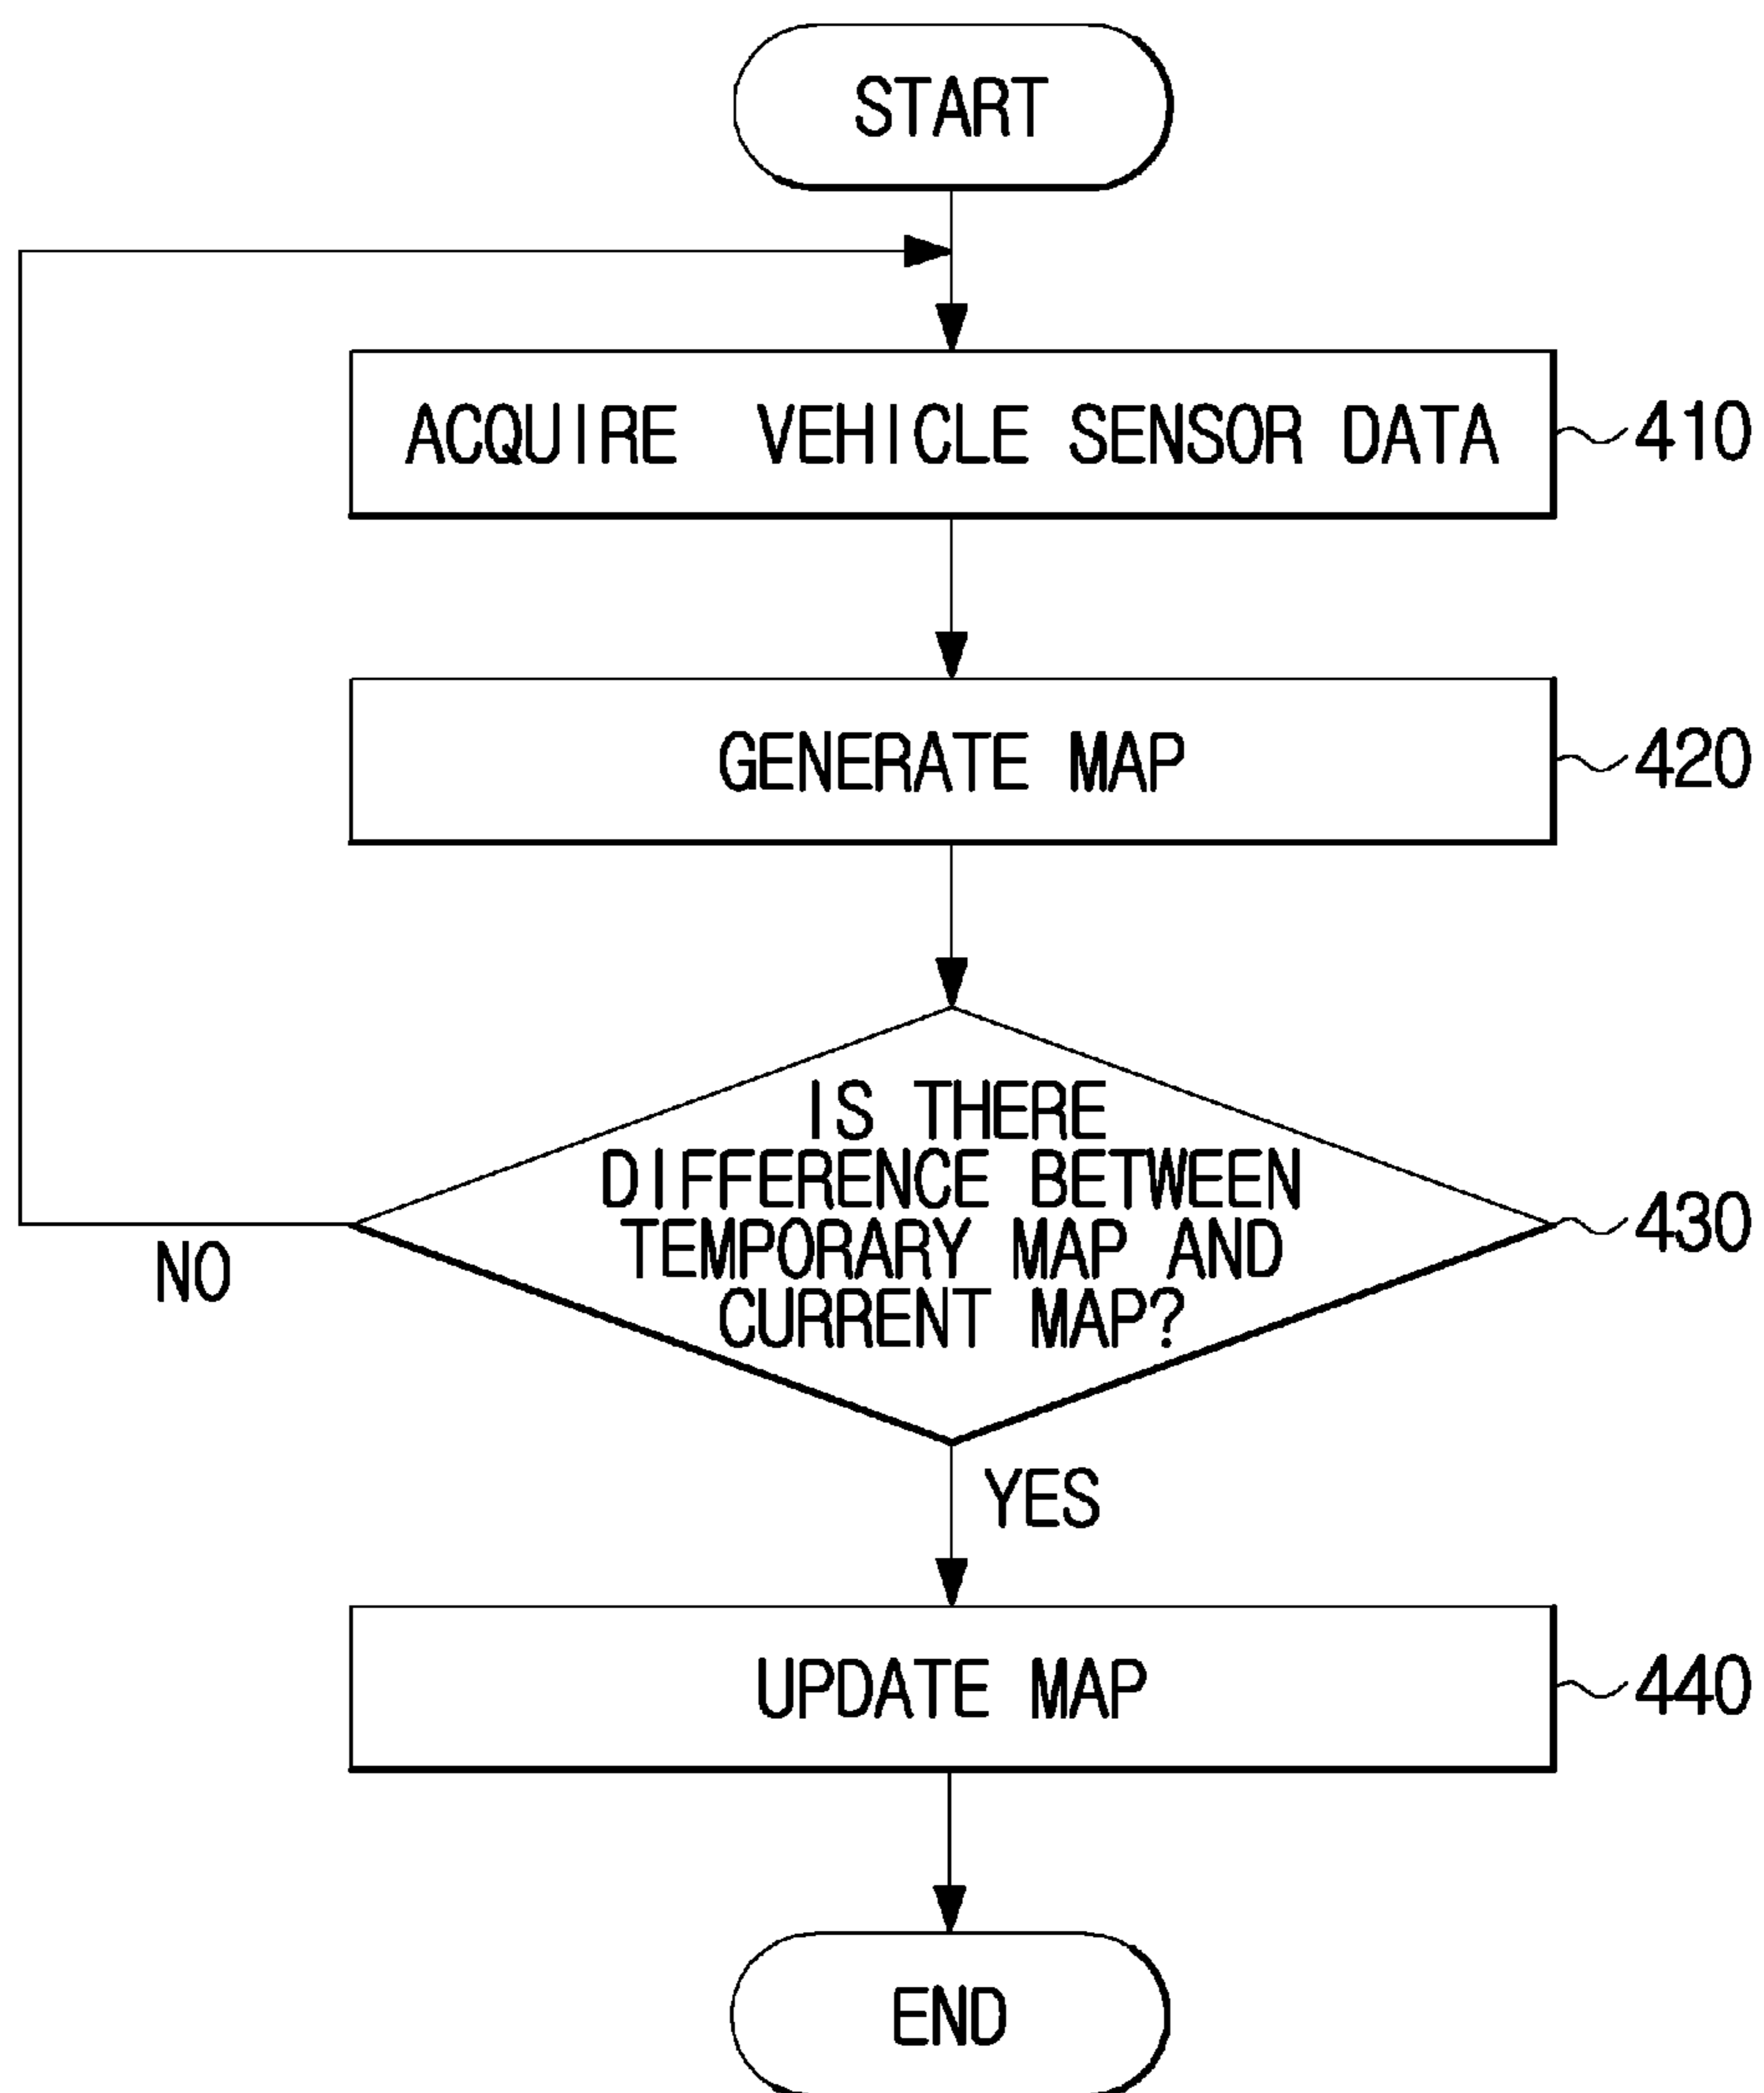 START
ACQUIRE VEHICLE SENSOR DATA
410
GENERATE MAP
420
IS THERE
DIFFERENCE BETWEEN
TEMPORARY MAP AND
CURRENT MAP?
430
NO
YES
UPDATE MAP
440
END